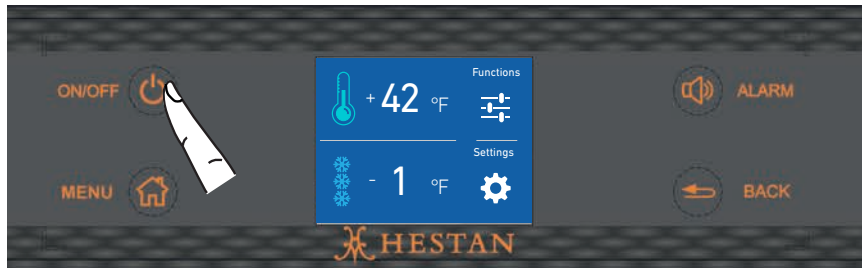 ON/OFF
MENU
Functions
+ 42 °F
Settings
- 1 °F
HESTAN
ALARM
BACK